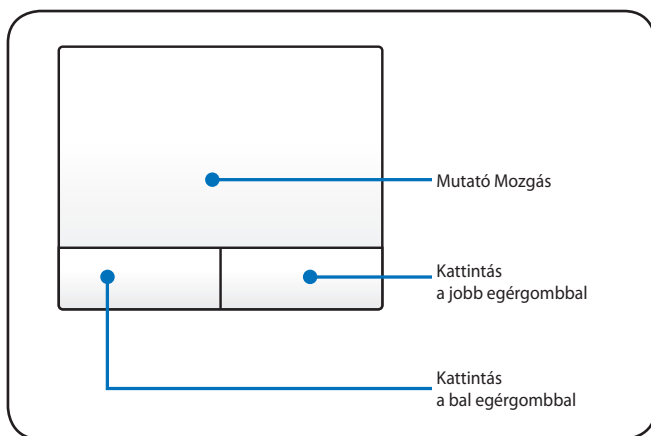 Mutató Mozgás
Kattintás
a jobb egérgombbal
Kattintás
a bal egérgombbal